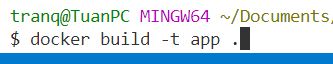 tranq@TuanPC MINGW64 ~/Documents/
$ docker build -t app .